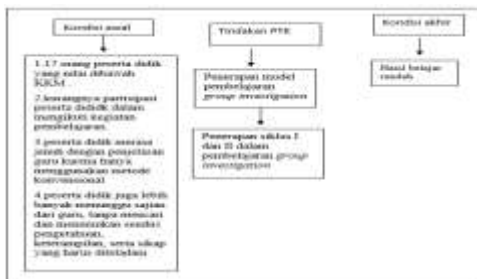 Kondisi awal
1.17 orang peserta didik
yang nilai dibawah
KKM
2.kurangnya partisipasi
peserta dididk dalam
mengikuti kegiatan
pembelajaran.
3 peserta didik merasa
jenuh dengan penjelasan
guru karena hanya
menggunakan metode
konvensional
4 peserta didik juga lebih
banyak menunggu sajian
dari guru, tanpa mencari
dan menemukan sendiri
pengetahuan,
keterampilan, serta sikap
yang harus
Tindakan PTK
Penerapan model
pembelajaran
group investigation
Penerapan siklus I
dan II dalam
pembelajaran group
investigation
Kondisi akhir
Hasil belajar